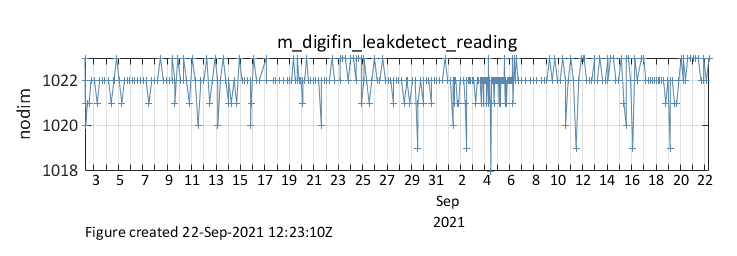 m_digifin_leakdetect_reading
nodim
1022
1020
1018
3 5 7 9 11 13 15 17 19 21 23 25 27 29 31 2 4 6 8 10 12 14 16 18 20 22
Sep
2021
Figure created 22-Sep-2021 12:23:10Z